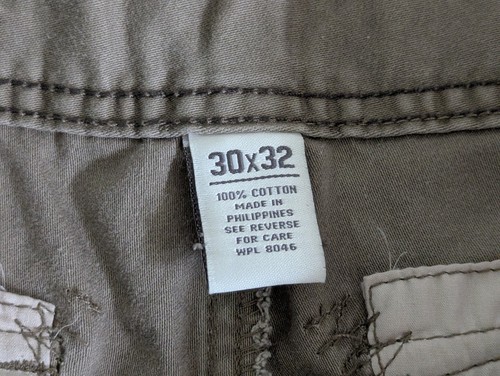 30x32
100% COTTON
MADE IN
PHILIPPINES
SEE REVERSE
FOR CARE
WPL 8046